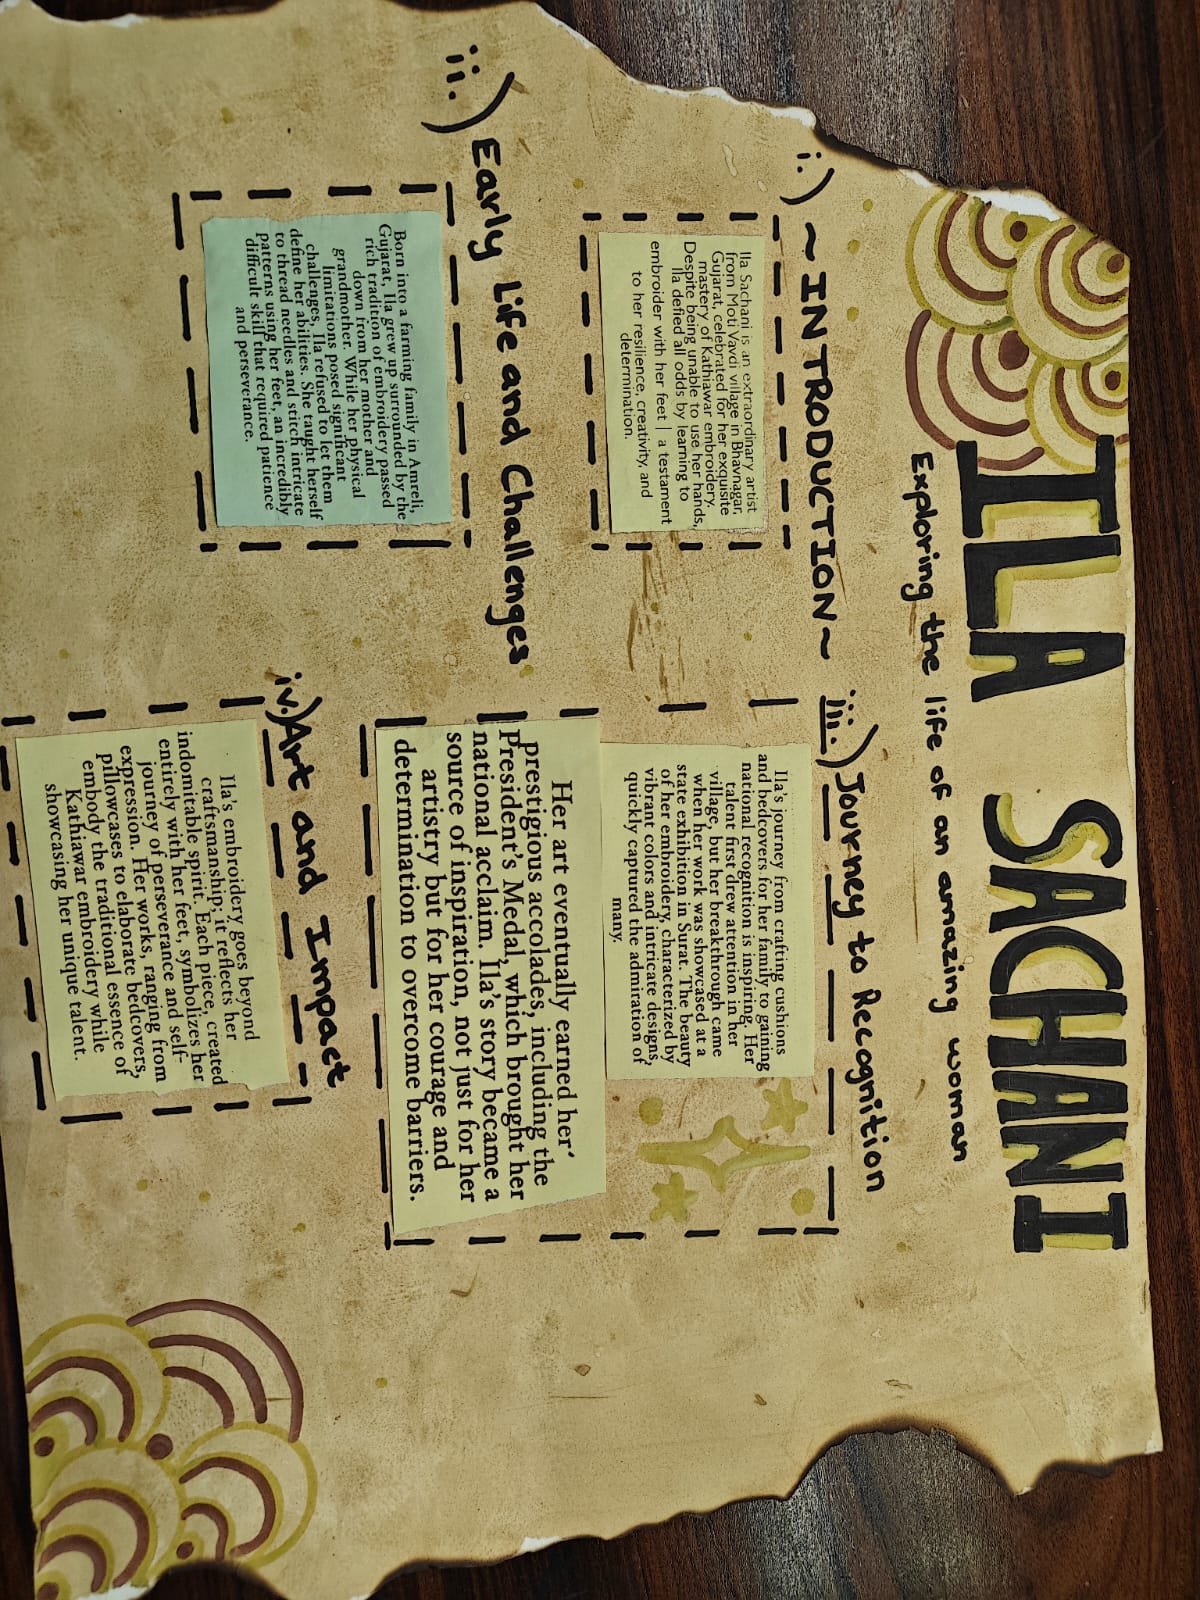 ILA SACHANI
Exploring the life of an amazing woman
i.) ~INTRODUCTION~
Ila Sachani is an extraordinary artist
from Moti Vavdi village in Bhavnagar,
Gujarat, celebrated for her exquisite
mastery of Kathiawar embroidery.
Despite being unable to use her hands,
Ila defied all odds by learning to
embroider with her feet | a testament
to her resilience, creativity, and
determination.
ii.) Early Life and Challenges
Born into a farming family in Amreli,
Gujarat, Ila grew up surrounded by the
rich tradition of embroidery passed
down from her mother and
grandmother. While her physical
limitations posed significant
challenges, Ila refused to let them
define her abilities. She taught herself
to thread needles and stitch intricate
patterns using her feet, an incredibly
difficult skill that required patience
and perseverance.
iii.) Journey to Recognition
Ila's journey from crafting cushions
and bedcovers for her family to gaining
national recognition is inspiring. Her
talent first drew attention in her
village, but her breakthrough came
when her work was showcased at a
state exhibition in Surat. The beauty
of her embroidery, characterized by
vibrant colors and intricate designs,
quickly captured the admiration of
many.
Her art eventually earned her
prestigious accolades, including the
President's Medal, which brought her
national acclaim. Ila's story became a
source of inspiration, not just for her
artistry but for her courage and
determination to overcome barriers.
iv.) Art and Impact
Ila's embroidery goes beyond
craftsmanship; it reflects her
indomitable spirit. Each piece, created
entirely with her feet, symbolizes her
journey of perseverance and self-
expression. Her works, ranging from
pillowcases to elaborate bedcovers,
embody the traditional essence of
Kathiawar embroidery while
showcasing her unique talent.